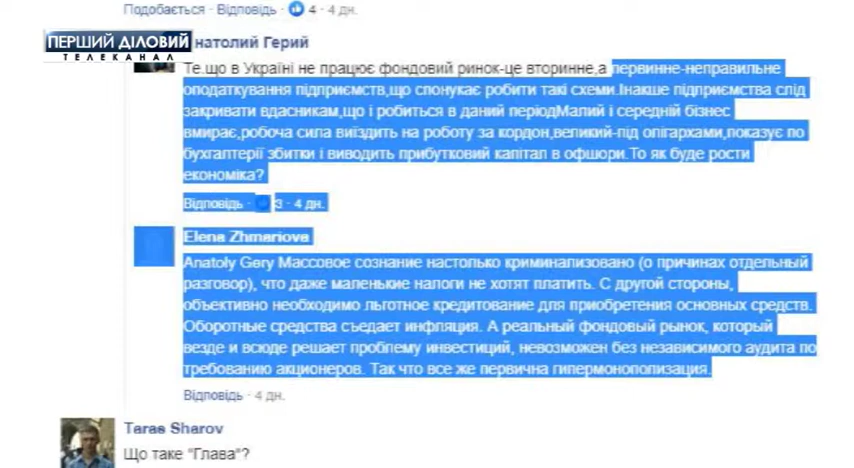 Подобається · Відповідь · 4 · 4 дн.
ПЕРШИЙ ДІЛОВИЙ
ТЕЛЕКАНАЛ
натолий Герий
Те.що в Україні не працює фондовий ринок-це вторинне,а первинне-неправильне
оподаткування підприємств,що спонукає робити такі схеми.Інакше підприємства слід
закривати вдасникам,що і робиться в даний періодМалий і середній бізнес
вмирає,робоча сила виїздить на роботу за кордон,великий-під олігархами,показує по
бухгалтерії збитки і виводить прибутковий капітал в офшори.То як буде рости
економіка?
Відповідь · 3 · 4 дн.
Elena Zhmariova
Anatoly Gery Массовое сознание настолько криминализовано (о причинах отдельный
разговор), что даже маленькие налоги не хотят платить. С другой стороны,
объективно необходимо льготное кредитование для приобретения основных средств.
Оборотные средства съедает инфляция. А реальный фондовый рынок, который
везде и всюде решает проблему инвестиций, невозможен без независимого аудита по
требованию акционеров. Так что все же первична гипермонополизация.
Відповідь · 4 дн.
Taras Sharov
Що таке "Глава"?